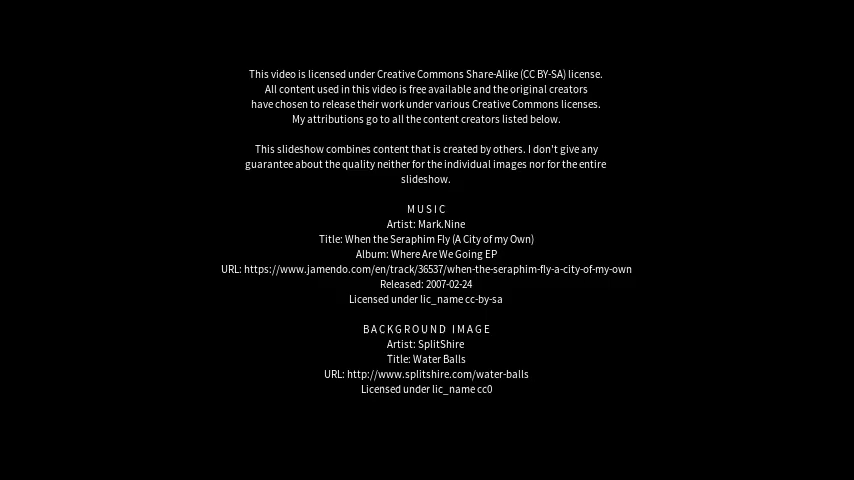 This video is licensed under Creative Commons Share-Alike (CC BY-SA) license.
All content used in this video is free available and the original creators
have chosen to release their work under various Creative Commons licenses.
My attributions go to all the content creators listed below.
This slideshow combines content that is created by others. I don't give any
guarantee about the quality neither for the individual images nor for the entire
slideshow.
M U S I C
Artist: Mark.Nine
Title: When the Seraphim Fly (A City of my Own)
Album: Where Are We Going EP
URL: https://www.jamendo.com/en/track/36537/when-the-seraphim-fly-a-city-of-my-own
Released: 2007-02-24
Licensed under lic_name cc-by-sa
B A C K G R O U N D   I M A G E
Artist: SplitShire
Title: Water Balls
URL: http://www.splitshire.com/water-balls
Licensed under lic_name cc0